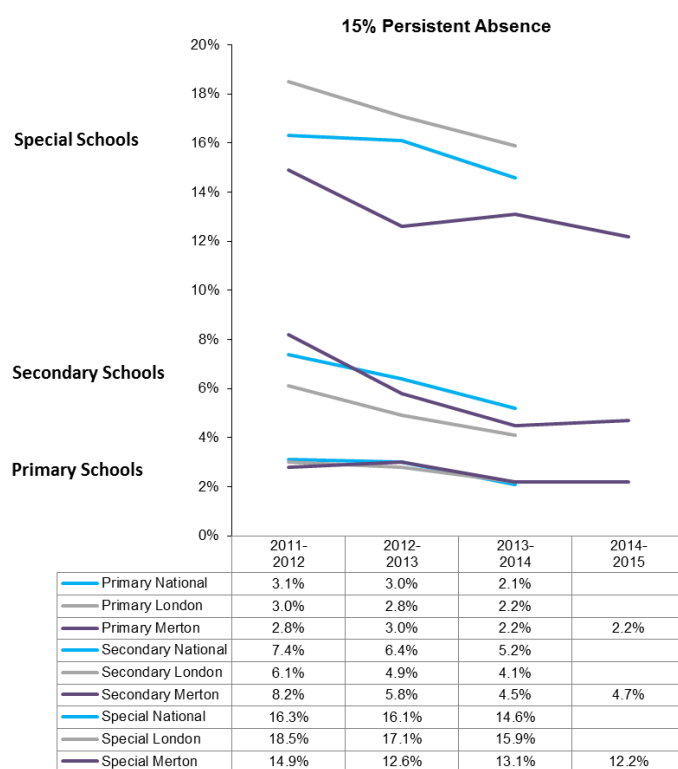 15% Persistent Absence
20%
18%
Special Schools
16%
14%
12%
10%
8%
Secondary Schools
6%
4%
Primary Schools
2%
0%
2011-
2012
2012-
2013
2013-
2014
2014-
2015
Primary National 3.1% 3.0% 2.1%
Primary London 3.0% 2.8% 2.2%
Primary Merton 2.8% 3.0% 2.2% 2.2%
Secondary National 7.4% 6.4% 5.2%
Secondary London 6.1% 4.9% 4.1%
Secondary Merton 8.2% 5.8% 4.5% 4.7%
Special National 16.3% 16.1% 14.6%
Special London 18.5% 17.1% 15.9%
Special Merton 14.9% 12.6% 13.1% 12.2%